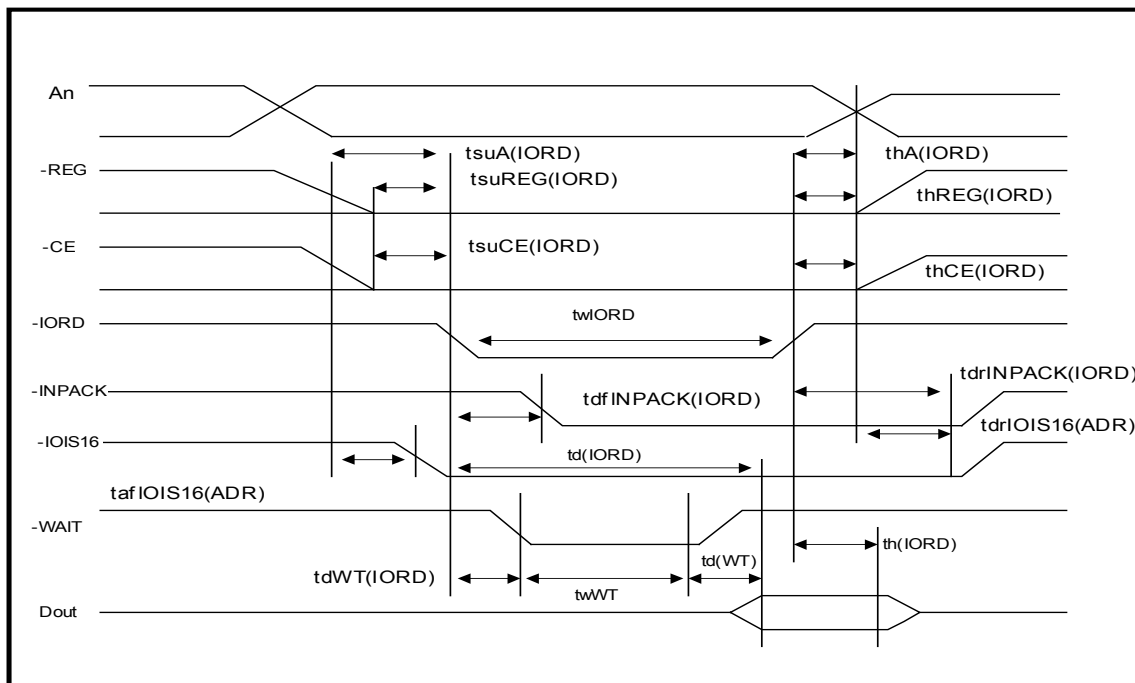 An
tsuA(IORD)
thA(IORD)
-REG
tsuREG(IORD)
thREG(IORD)
-CE
tsuCE(IORD)
thCE(IORD)
-IORD
twIORD
-INPACK
tdfINPACK(IORD)
tdrINPACK(IORD)
-IOIS16
tdrIOIS16(ADR)
td(IORD)
tafIOIS16(ADR)
-WAIT
th(IORD)
td(WT)
tdWT(IORD)
twWT
Dout